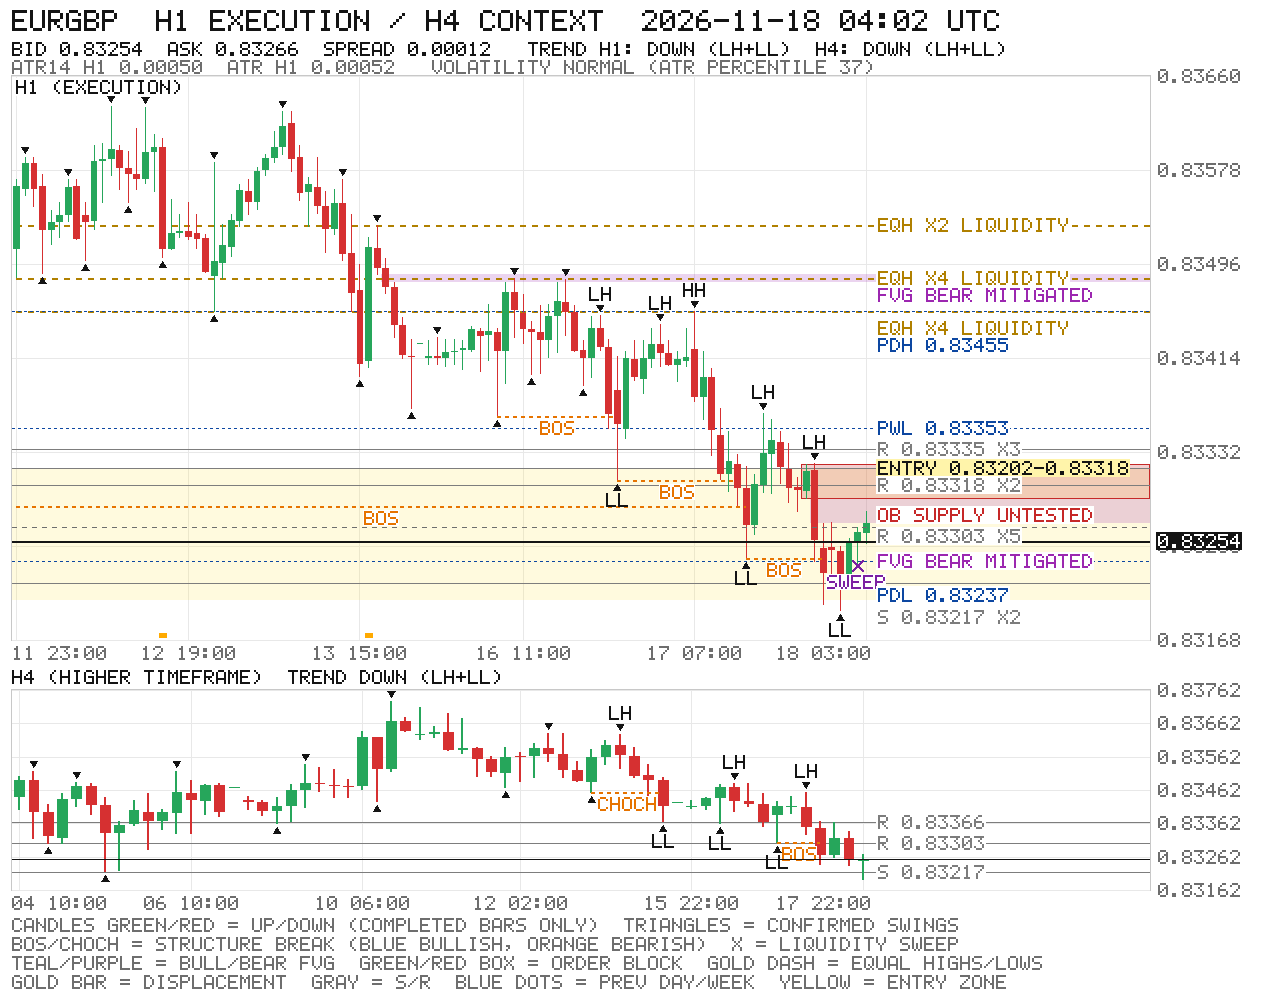 EURGBP  H1 EXECUTION / H4 CONTEXT  2026-11-18 04:02 UTC
BID 0.83254  ASK 0.83266  SPREAD 0.00012  TREND H1: DOWN (LH+LL)  H4: DOWN (LH+LL)
ATR14 H1 0.00050  ATR H1 0.00052  VOLATILITY NORMAL (ATR PERCENTILE 37)
H1 (EXECUTION)
0.83660
0.83578
EQH X2 LIQUIDITY
0.83496
EQH X4 LIQUIDITY
FVG BEAR MITIGATED
LH
LH
HH
EQH X4 LIQUIDITY
PDH 0.83455
0.83414
LH
BOS
PWL 0.83353
LH
R 0.83335 X3
0.83332
ENTRY 0.83202-0.83318
R 0.83318 X2
BOS
LL
BOS
OB SUPPLY UNTESTED
R 0.83303 X5
0.83254
FVG BEAR MITIGATED
BOS
LL
SWEEP
PDL 0.83237
S 0.83217 X2
LL
0.83168
11 23:00  12 19:00  13 15:00  16 11:00  17 07:00  18 03:00
H4 (HIGHER TIMEFRAME)  TREND DOWN (LH+LL)
0.83762
LH
0.83662
0.83562
LH
LH
0.83462
CHOCH
R 0.83366
0.83362
LL
LL
R 0.83303
BOS
LL
0.83262
S 0.83217
0.83162
04 10:00  06 10:00  10 06:00  12 02:00  15 22:00  17 22:00
CANDLES GREEN/RED = UP/DOWN (COMPLETED BARS ONLY)  TRIANGLES = CONFIRMED SWINGS
BOS/CHOCH = STRUCTURE BREAK (BLUE BULLISH, ORANGE BEARISH)  X = LIQUIDITY SWEEP
TEAL/PURPLE = BULL/BEAR FVG  GREEN/RED BOX = ORDER BLOCK  GOLD DASH = EQUAL HIGHS/LOWS
GOLD BAR = DISPLACEMENT  GRAY = S/R  BLUE DOTS = PREV DAY/WEEK  YELLOW = ENTRY ZONE